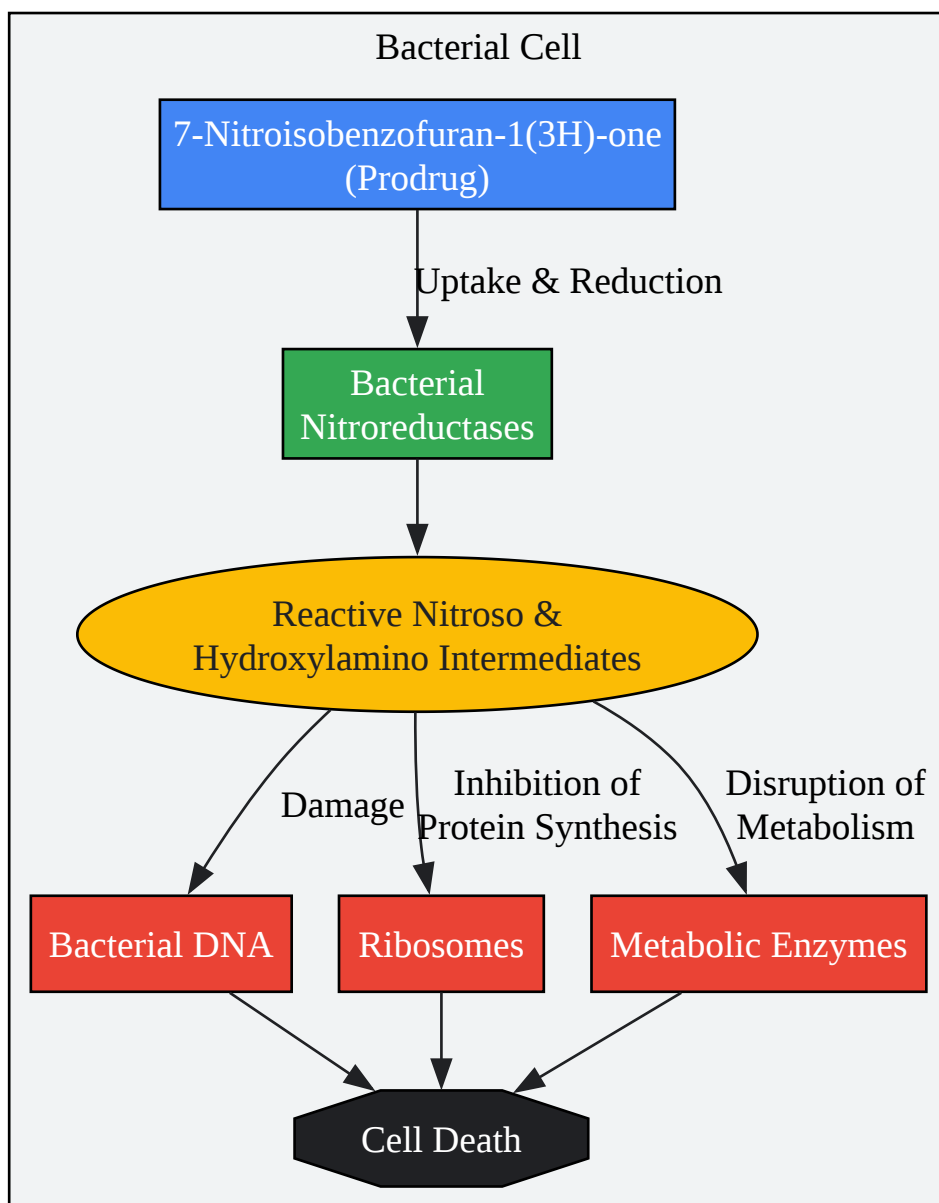 Bacterial Cell
7-Nitroisobenzofuran-1(3H)-one
(Prodrug)
Uptake & Reduction
Bacterial
Nitroreductases
Reactive Nitroso &
Hydroxylamino Intermediates
Damage
Inhibition of
Protein Synthesis
Disruption of
Metabolism
Bacterial DNA
Ribosomes
Metabolic Enzymes
Cell Death